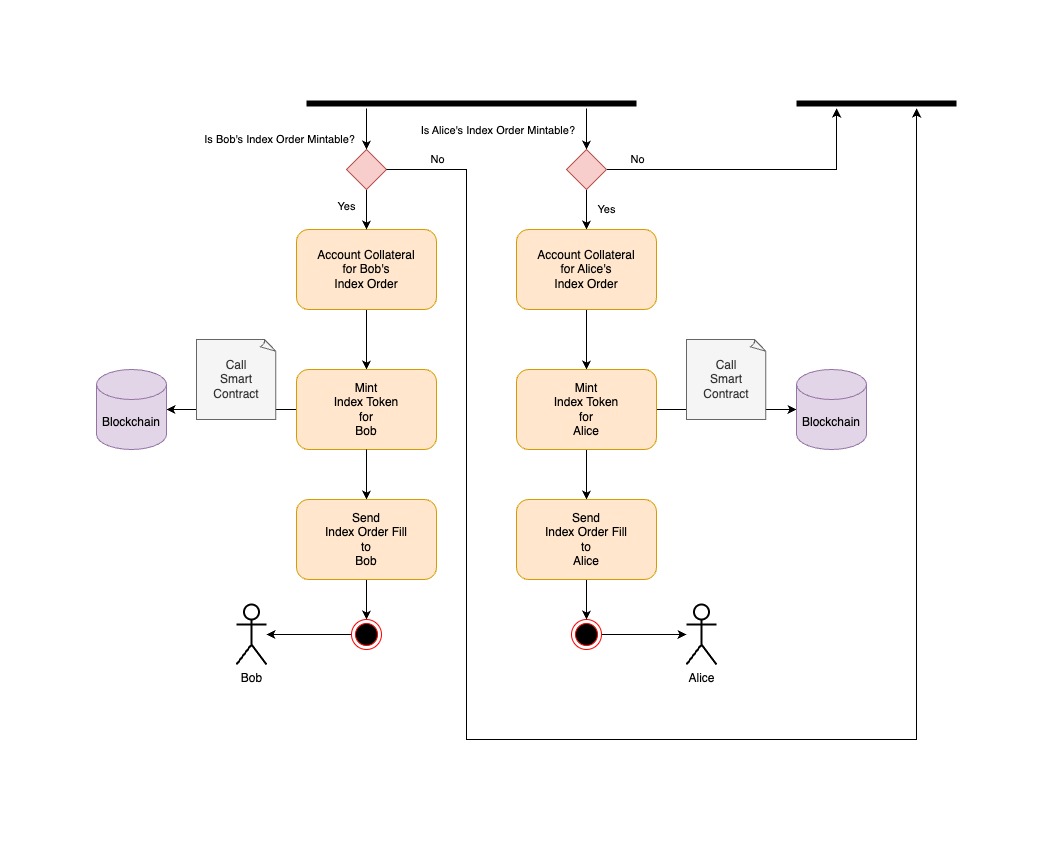 Is Bob's Index Order Mintable?
Is Alice's Index Order Mintable?
No
No
Yes
Yes
Account Collateral
for Bob's
Index Order
Account Collateral
for Alice's
Index Order
Call
Smart
Contract
Blockchain
Mint
Index Token
for
Bob
Mint
Index Token
for
Alice
Call
Smart
Contract
Blockchain
Send
Index Order Fill
to
Bob
Send
Index Order Fill
to
Alice
Bob
Alice